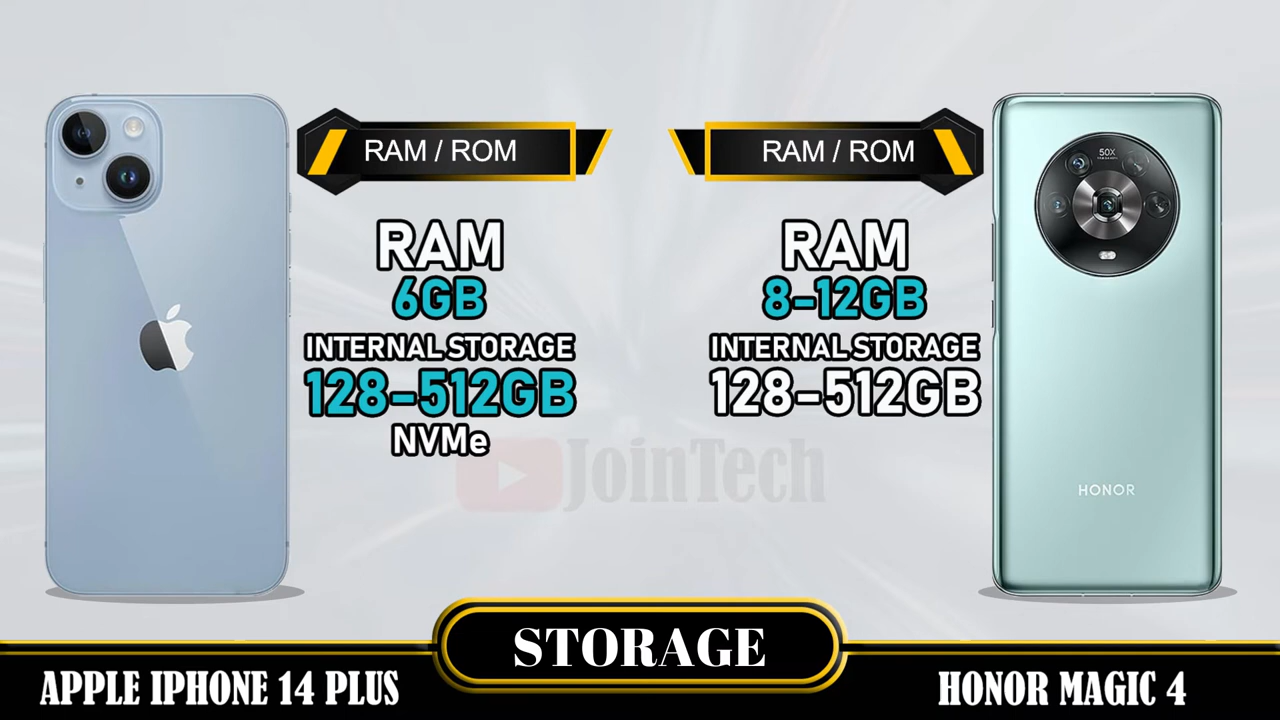 RAM / ROM
RAM
6GB
INTERNAL STORAGE
128-512GB
NVMe
RAM / ROM
RAM
8-12GB
INTERNAL STORAGE
128-512GB
50X
HONOR
JoinTech
STORAGE
APPLE IPHONE 14 PLUS
HONOR MAGIC 4